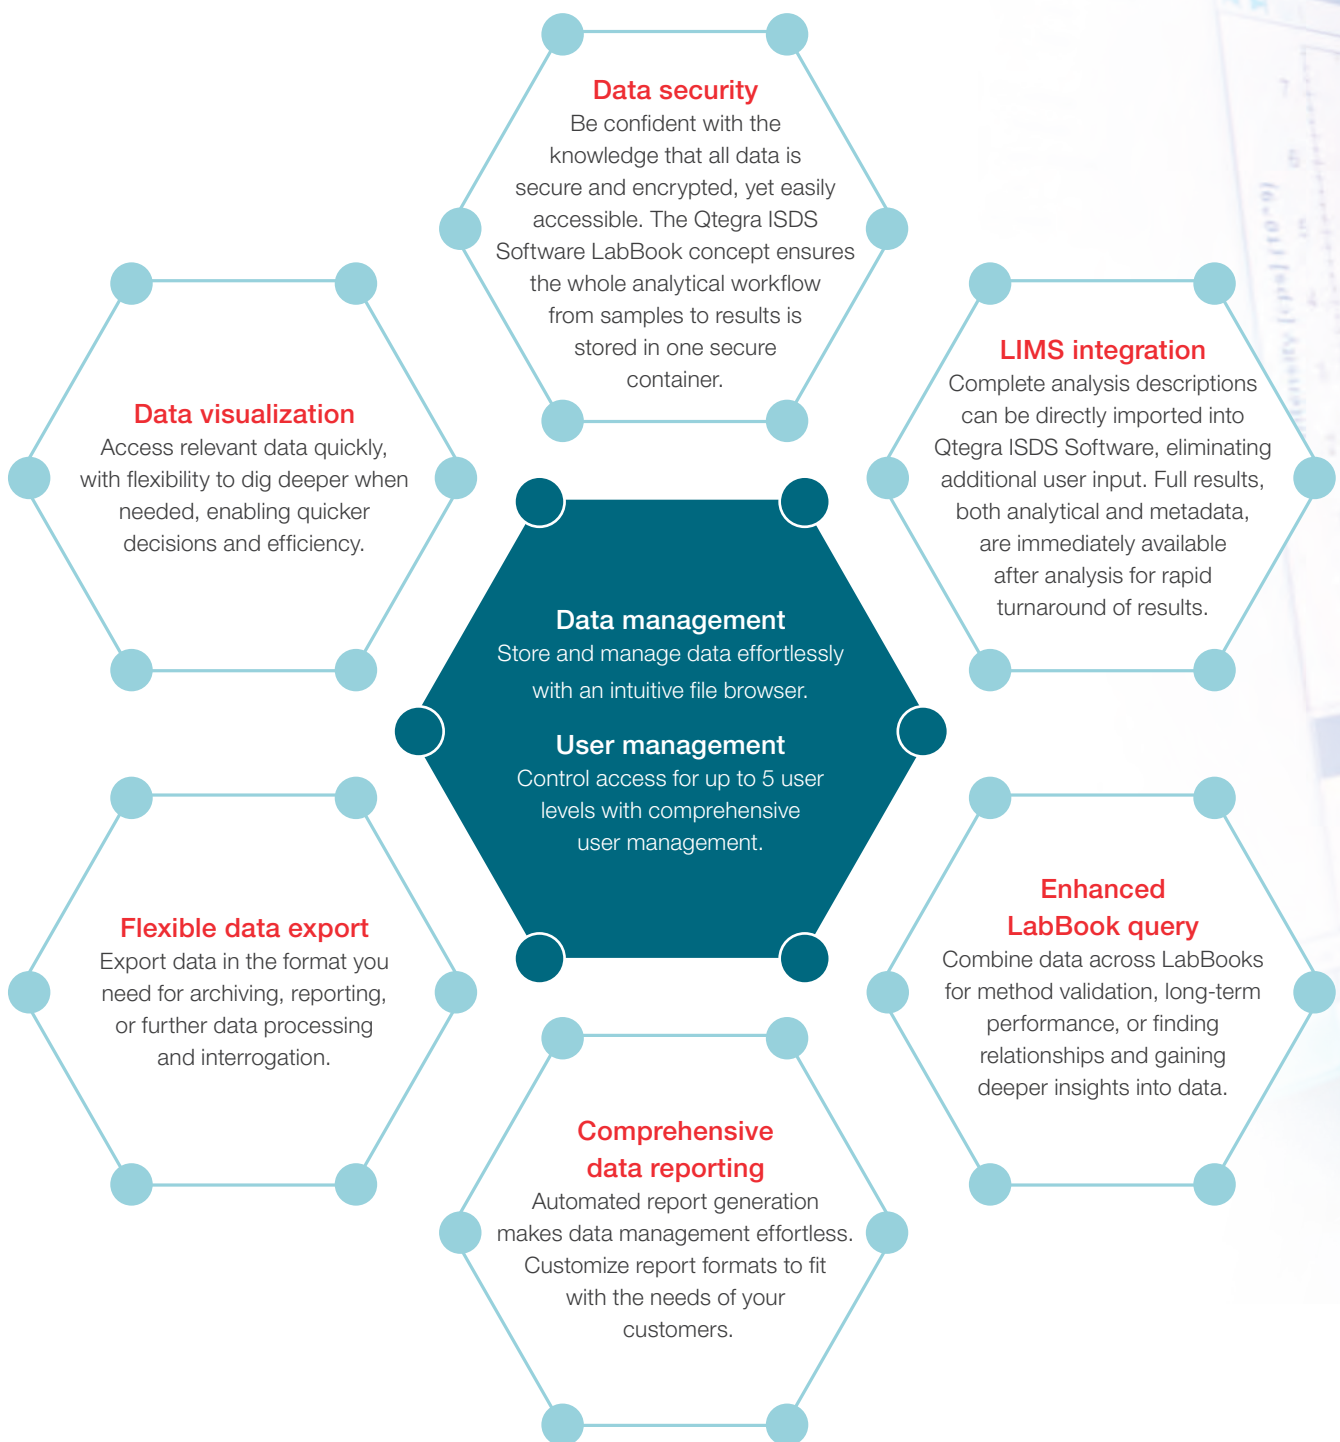 Data security
Be confident with the
knowledge that all data is
secure and encrypted, yet easily
accessible. The Qtegra ISDS
Software LabBook concept ensures
the whole analytical workflow
from samples to results is
stored in one secure
container.
Data visualization
Access relevant data quickly,
with flexibility to dig deeper when
needed, enabling quicker
decisions and efficiency.
LIMS integration
Complete analysis descriptions
can be directly imported into
Qtegra ISDS Software, eliminating
additional user input. Full results,
both analytical and metadata,
are immediately available
after analysis for rapid
turnaround of results.
Data management
Store and manage data effortlessly
with an intuitive file browser.
User management
Control access for up to 5 user
levels with comprehensive
user management.
Flexible data export
Export data in the format you
need for archiving, reporting,
or further data processing
and interrogation.
Enhanced
LabBook query
Combine data across LabBooks
for method validation, long-term
performance, or finding
relationships and gaining
deeper insights into data.
Comprehensive
data reporting
Automated report generation
makes data management effortless.
Customize report formats to fit
with the needs of your
customers.